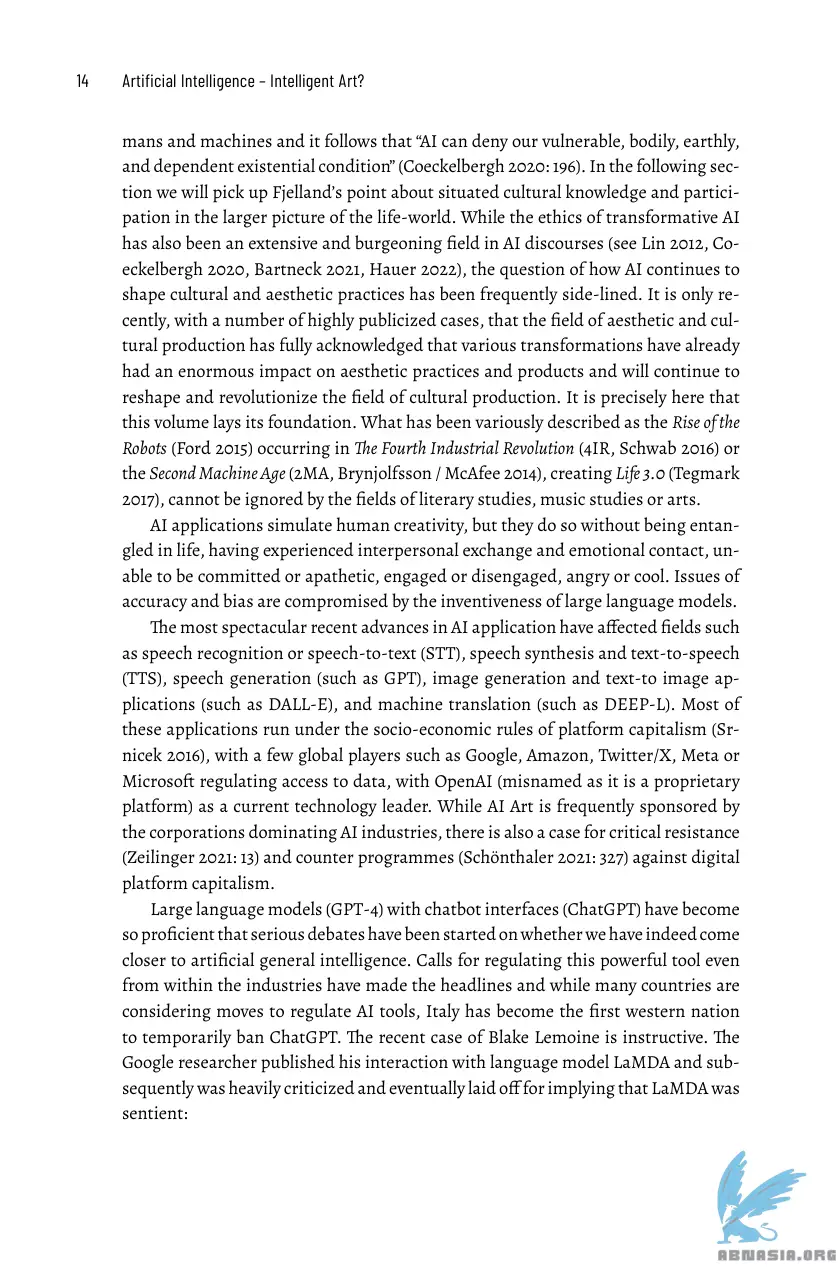 14 Artificial Intelligence – Intelligent Art?
mans and machines and it follows that “AI can deny our vulnerable, bodily, earthly,
and dependent existential condition” (Coeckelbergh 2020: 196). In the following sec-
tion we will pick up Fjelland’s point about situated cultural knowledge and partici-
pation in the larger picture of the life-world. While the ethics of transformative AI
has also been an extensive and burgeoning field in AI discourses (see Lin 2012, Co-
eckelbergh 2020, Bartneck 2021, Hauer 2022), the question of how AI continues to
shape cultural and aesthetic practices has been frequently side-lined. It is only re-
cently, with a number of highly publicized cases, that the field of aesthetic and cul-
tural production has fully acknowledged that various transformations have already
had an enormous impact on aesthetic practices and products and will continue to
reshape and revolutionize the field of cultural production. It is precisely here that
this volume lays its foundation. What has been variously described as the Rise of the
Robots (Ford 2015) occurring in The Fourth Industrial Revolution (4IR, Schwab 2016) or
the Second Machine Age (2MA, Brynjolfsson / McAfee 2014), creating Life 3.0 (Tegmark
2017), cannot be ignored by the fields of literary studies, music studies or arts.
AI applications simulate human creativity, but they do so without being entan-
gled in life, having experienced interpersonal exchange and emotional contact, un-
able to be committed or apathetic, engaged or disengaged, angry or cool. Issues of
accuracy and bias are compromised by the inventiveness of large language models.
The most spectacular recent advances in AI application have affected fields such
as speech recognition or speech-to-text (STT), speech synthesis and text-to-speech
(TTS), speech generation (such as GPT), image generation and text-to image ap-
plications (such as DALL-E), and machine translation (such as DEEP-L). Most of
these applications run under the socio-economic rules of platform capitalism (Sr-
nicek 2016), with a few global players such as Google, Amazon, Twitter/X, Meta or
Microsoft regulating access to data, with OpenAI (misnamed as it is a proprietary
platform) as a current technology leader. While AI Art is frequently sponsored by
the corporations dominating AI industries, there is also a case for critical resistance
(Zeilinger 2021: 13) and counter programmes (Schönthaler 2021: 327) against digital
platform capitalism.
Large language models (GPT-4) with chatbot interfaces (ChatGPT) have become
so proficient that serious debates have been started on whether we have indeed come
closer to artificial general intelligence. Calls for regulating this powerful tool even
from within the industries have made the headlines and while many countries are
considering moves to regulate AI tools, Italy has become the first western nation
to temporarily ban ChatGPT. The recent case of Blake Lemoine is instructive. The
Google researcher published his interaction with language model LaMDA and sub-
sequently was heavily criticized and eventually laid off for implying that LaMDA was
sentient:
ABNASIA.ORG